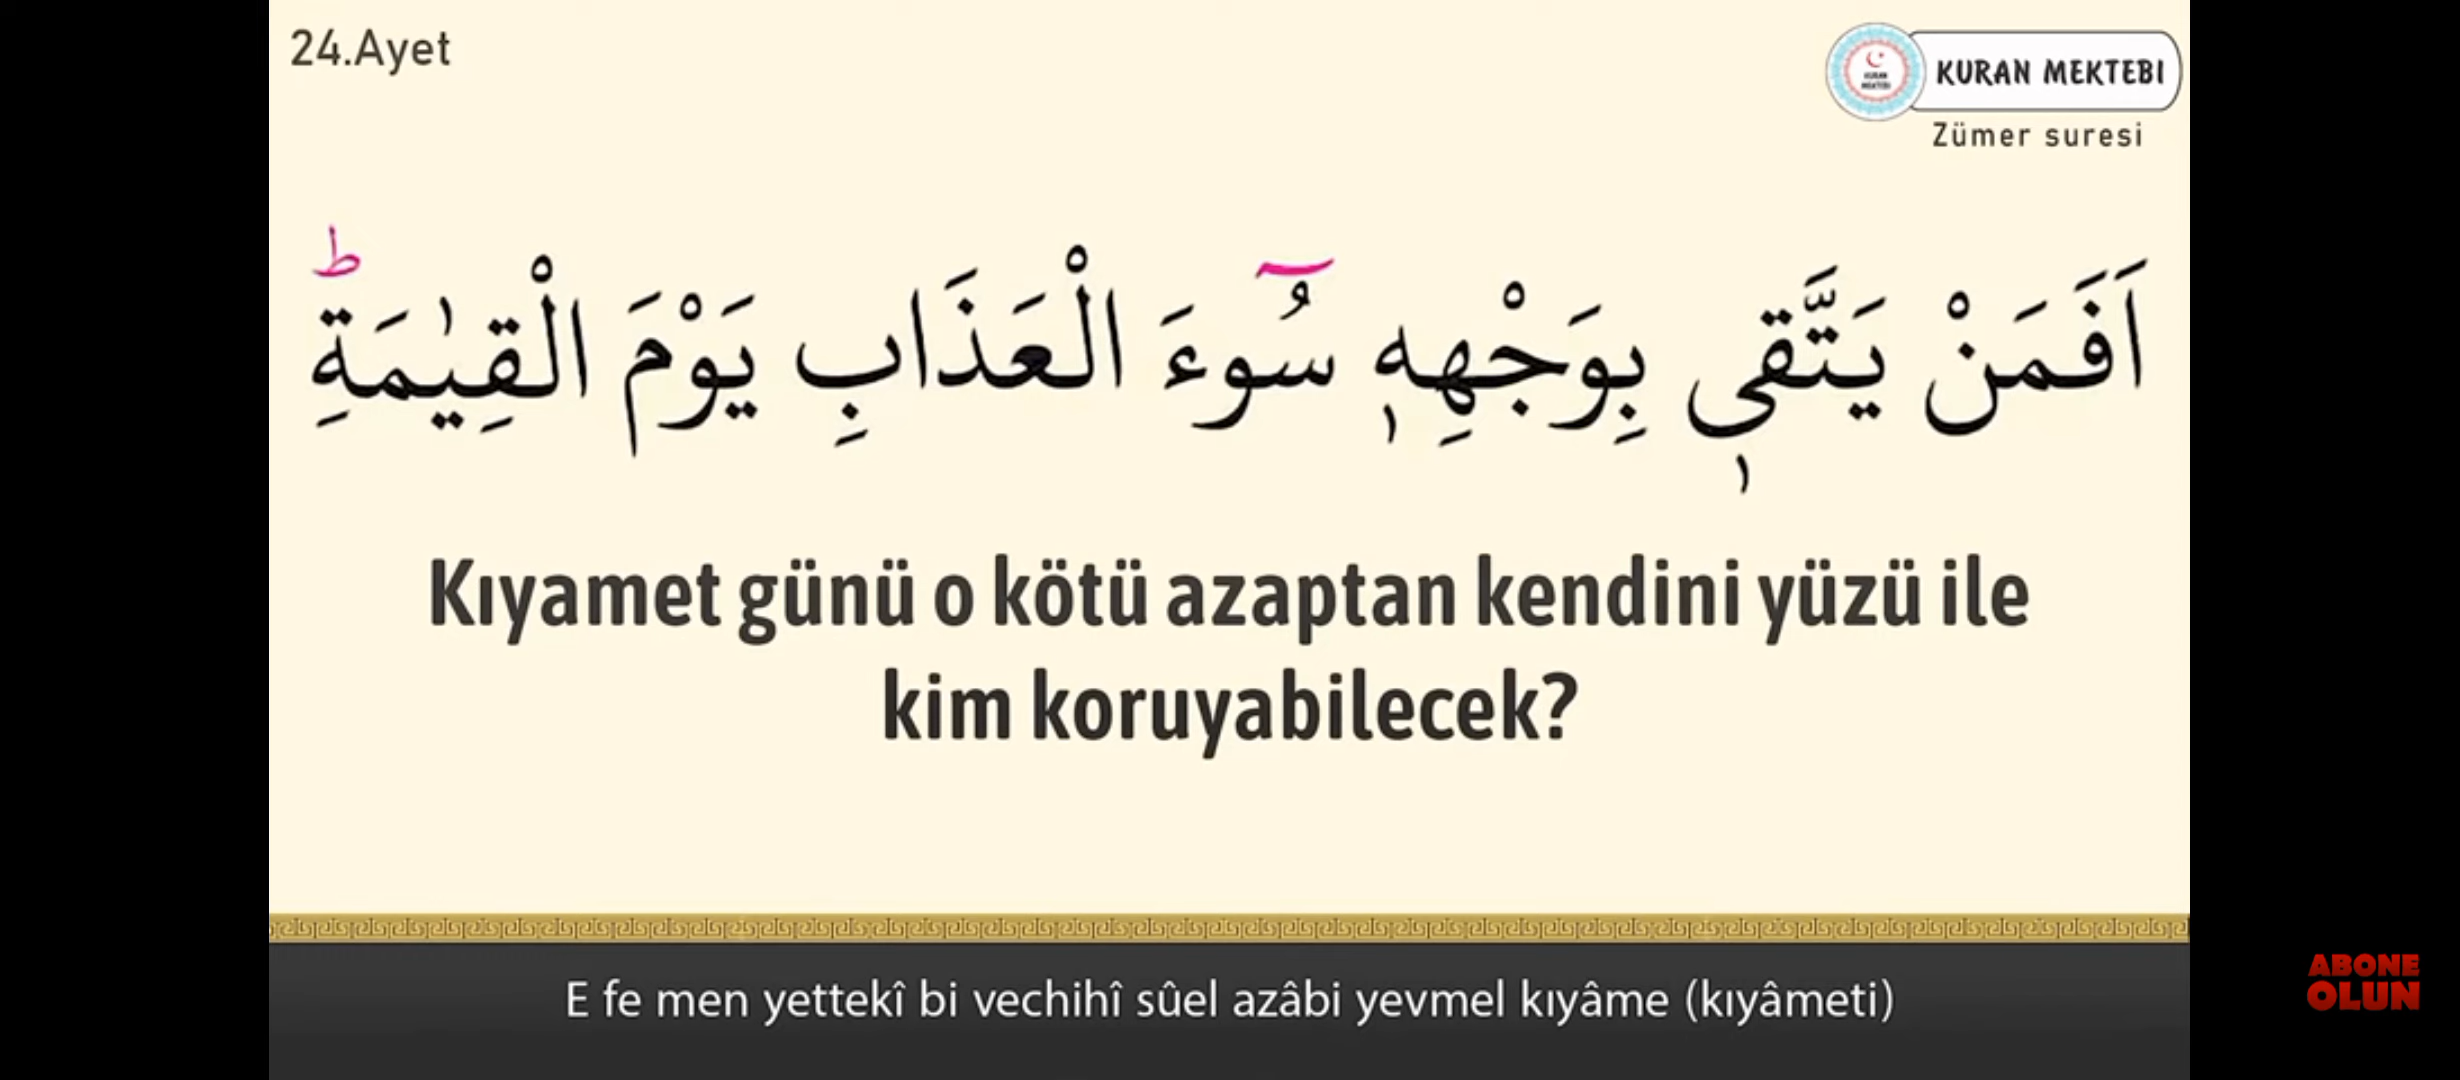 24.Ayet
KURAN MEKTEBI
Zümer suresi
اَفَمَنْ يَتَّقٖي بِوَجْهِهٖ سُٓوءَ الْعَذَابِ يَوْمَ الْقِيٰمَةِؕ
Kıyamet günü o kötü azaptan kendini yüzü ile
kim koruyabilecek?
E fe men yettekî bi vechihî sûel azâbi yevmel kıyâme (kıyâmeti)
ABONE
OLUN